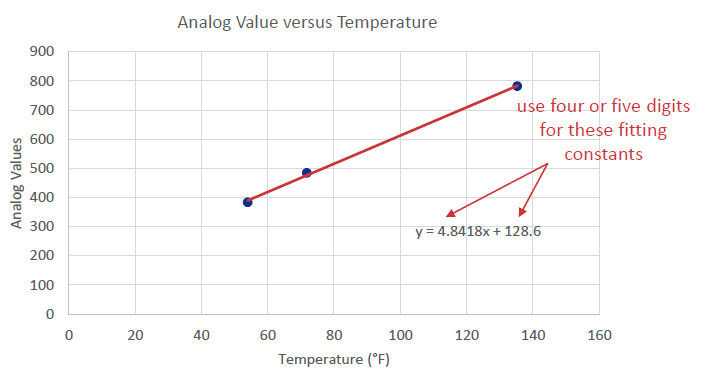 Analog Value versus Temperature
900
800
700
600
500
400
300
200
100
0
Analog Values
use four or five digits
for these fitting
constants
y = 4.8418x + 128.6
0 20 40 60 80 100 120 140 160
Temperature (°F)